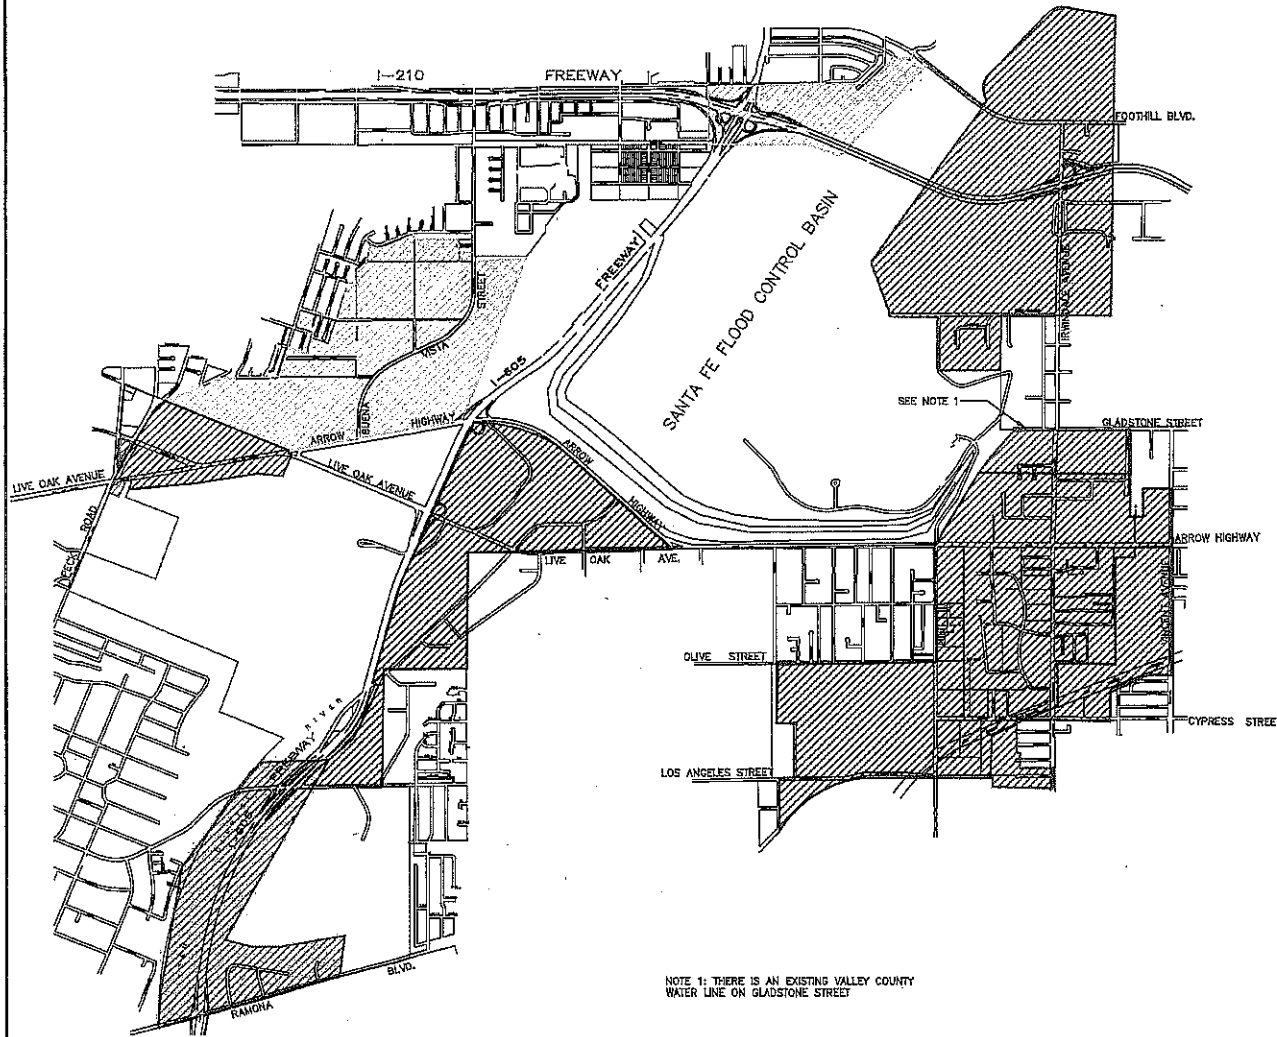 I-210 FREEWAY
FOOTHILL BLVD.
FREEWAY
SANTA FE FLOOD CONTROL BASIN
IRWINDALE AVENUE
STREET
VISTA
BUENA
I-605
SEE NOTE 1
GLADSTONE STREET
ARROW HIGHWAY
ARROW HIGHWAY
LIVE OAK AVENUE
LIVE OAK AVENUE
ROAD
ARROW HIGHWAY
LIVE OAK AVE.
OLIVE STREET
CYPRESS STREE
RIVER
FREEWAY
LOS ANGELES STREET
BLVD.
RAMONA
NOTE 1: THERE IS AN EXISTING VALLEY COUNTY
WATER LINE ON GLADSTONE STREET